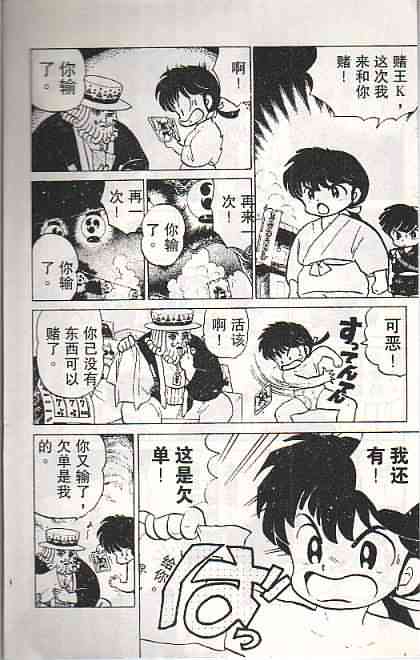 赌王K，
这次我
来和你
赌！
啊！
你输
了。
再来一
次！
你输
了。
再一
次！
你输
了。
可恶！
すってんてん
活该
啊！
你己没有
东西可以
赌了。
我还
有！
这是欠
单！
给你
ばっ
你又输了，
欠单是我
的。